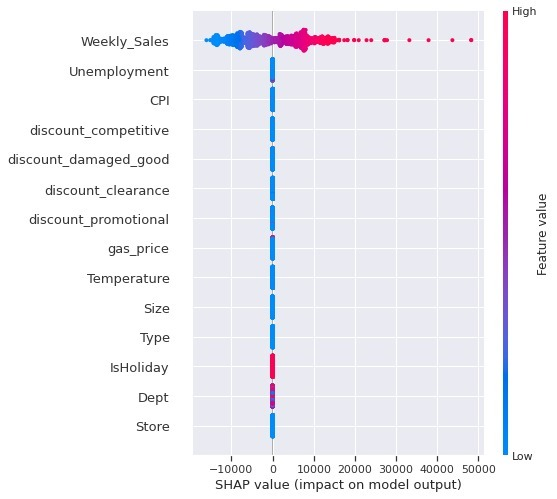 High
Weekly_Sales
Unemployment
CPI
discount_competitive
discount_damaged_good
discount_clearance
discount_promotional
gas_price
Temperature
Size
Type
IsHoliday
Dept
Store
Feature value
Low
−10000 0 10000 20000 30000 40000 50000
SHAP value (impact on model output)